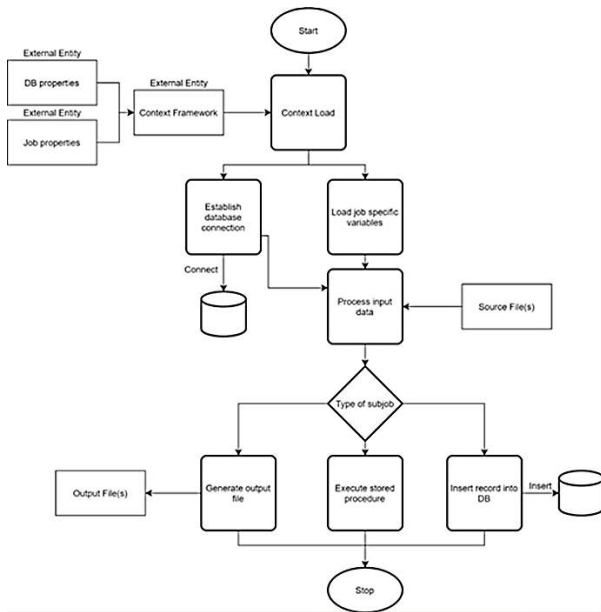 Start
External Entity
DB properties
External Entity
Job properties
External Entity
Context Framework
Context Load
Establish
database
connection
Load job specific
variables
Connect
Process input
data
Source File(s)
Type of subjob
Output File(s)
Generate output
file
Execute stored
procedure
Insert record into
DB
Insert
Stop